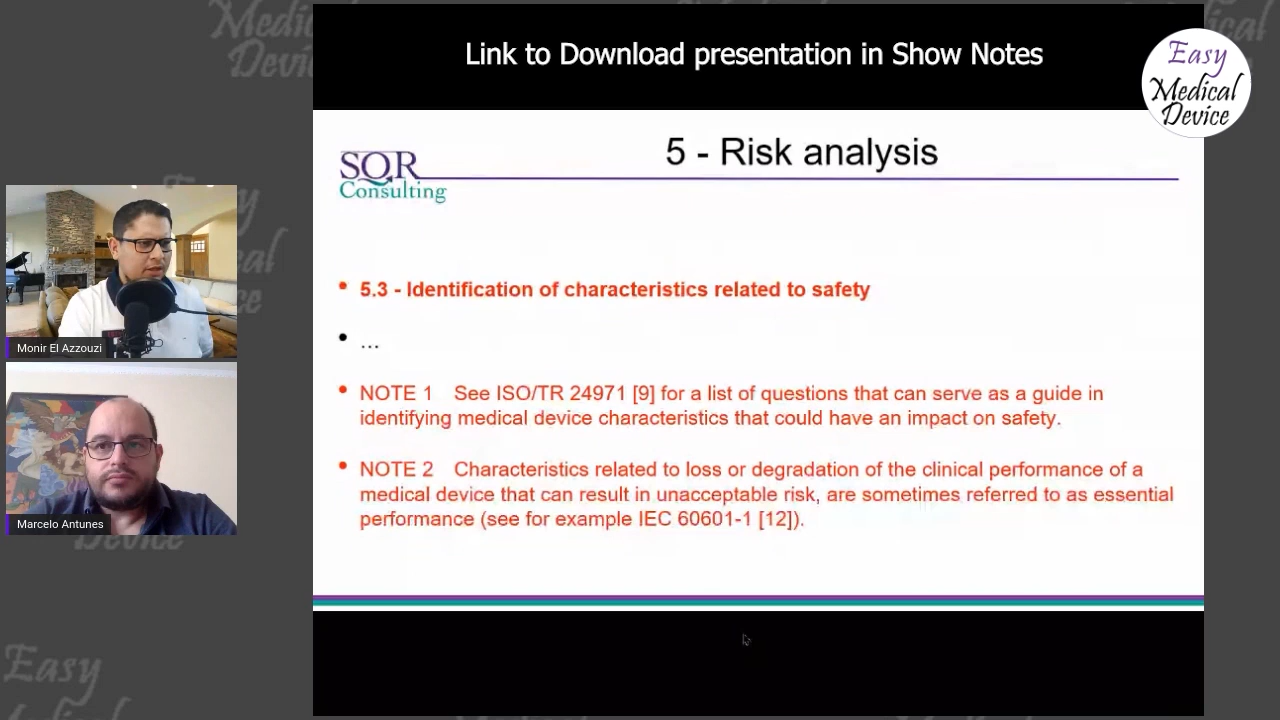 Link to Download presentation in Show Notes
Easy
Medical
Device
SQR
Consulting
5 - Risk analysis
• 5.3 - Identification of characteristics related to safety
• ...
• NOTE 1 See ISO/TR 24971 [9] for a list of questions that can serve as a guide in
identifying medical device characteristics that could have an impact on safety.
• NOTE 2 Characteristics related to loss or degradation of the clinical performance of a
medical device that can result in unacceptable risk, are sometimes referred to as essential
performance (see for example IEC 60601-1 [12]).
Monir El Azzouzi
Marcelo Antunes
Easy
Medical